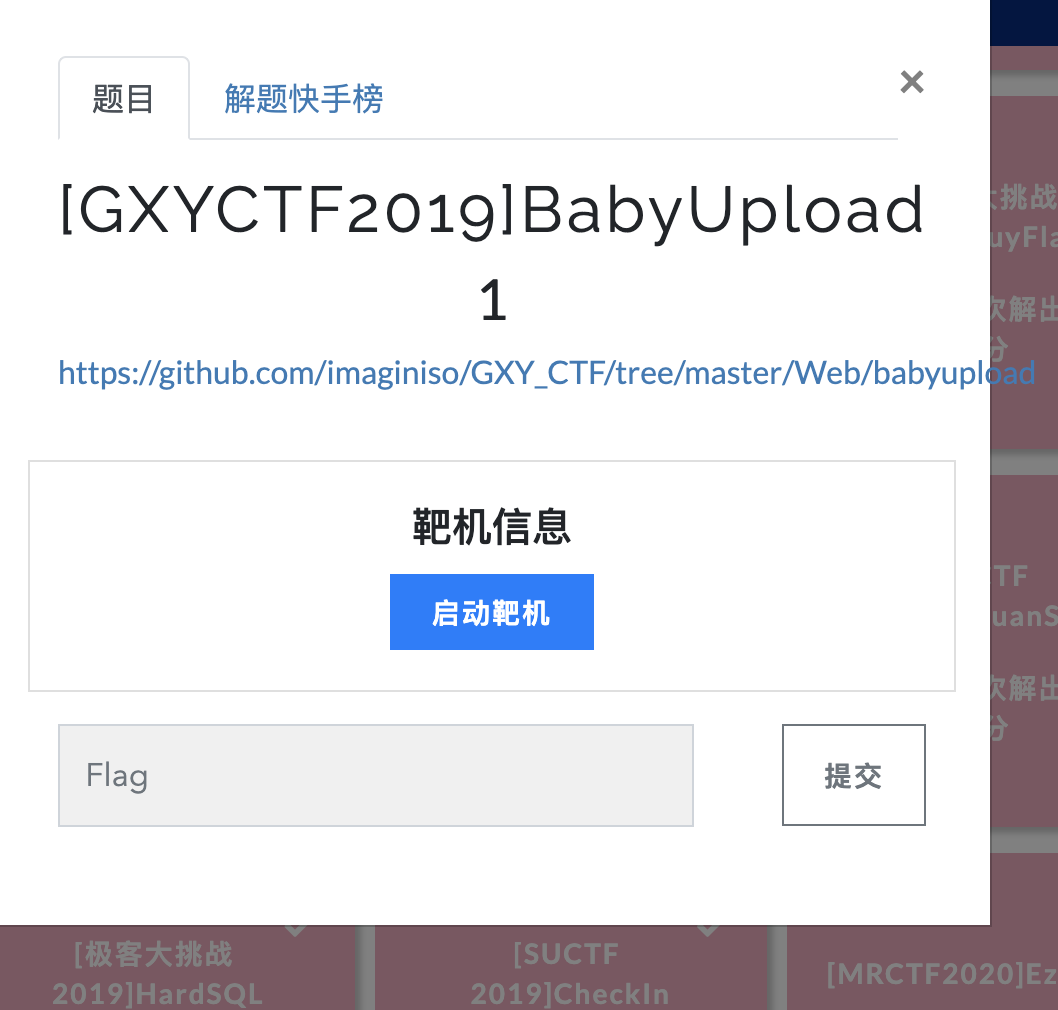 题目
解题快手榜
×
[GXYCTF2019]BabyUpload
1
https://github.com/imaginiso/GXY_CTF/tree/master/Web/babyupload
靶机信息
启动靶机
Flag
提交
大挑战
uyFla
次解出
分
TF
uanS
次解出
分
[极客大挑战
2019]HardSQL
[SUCTF
2019]CheckIn
[MRCTF2020]Ez